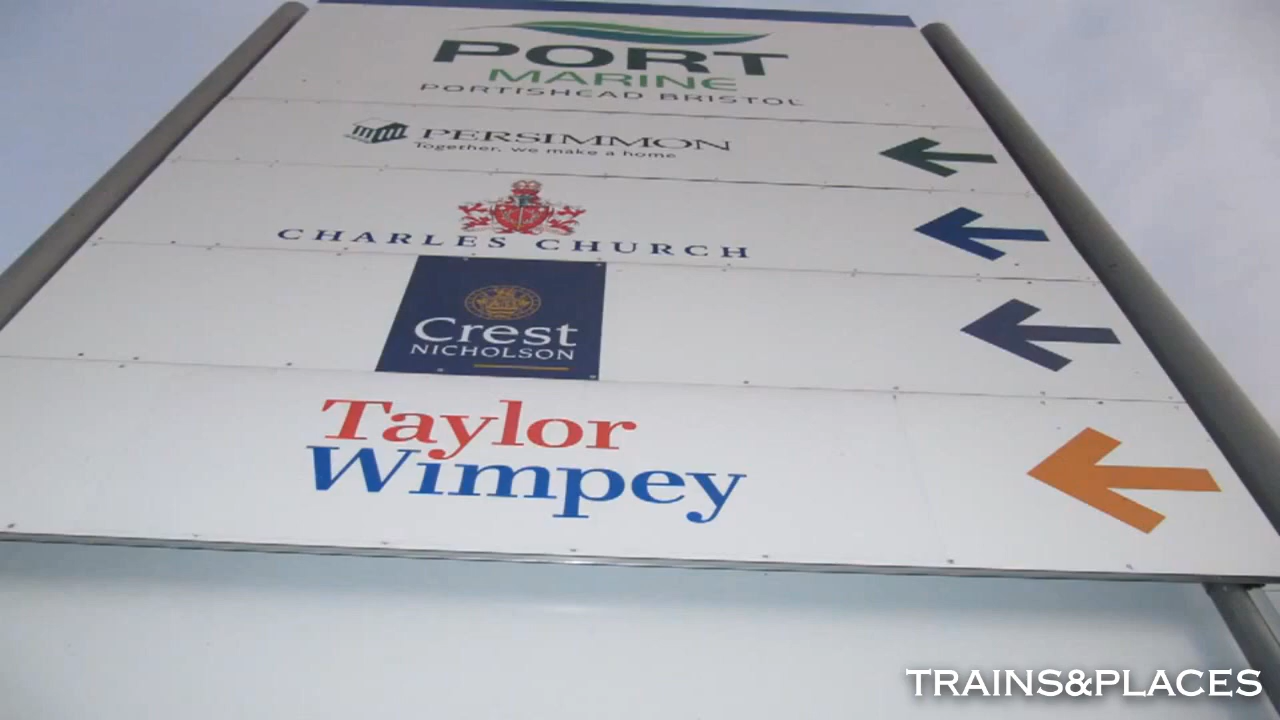 PORT
MARINE
PORTISHEAD BRISTOL
PERSIMMON
Together, we make a home
CHARLES CHURCH
Crest
NICHOLSON
Taylor
Wimpey
TRAINS&PLACES